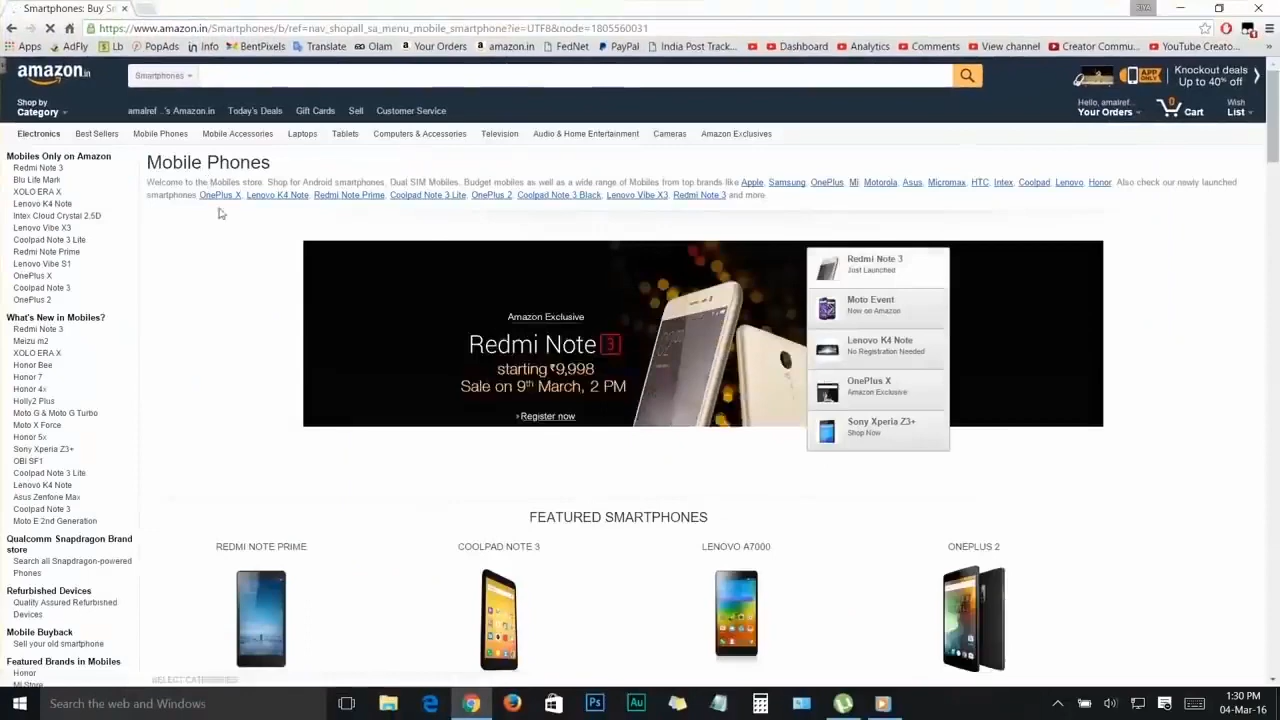 Smartphones: Buy Sm
https://www.amazon.in/Smartphones/b/ref=nav_shopall_sa_menu_mobile_smartphone?ie=UTF8&node=1805560031
Apps AdFly Lb PopAds Info BentPixels Translate Olam Your Orders amazon.in FedNet PayPal India Post Track... Dashboard Analytics Comments View channel Creator Commu... YouTube Creato... »
amazon.in
Smartphones
APP ONLY
Knockout deals
Up to 40% off
Shop by
Category
amalref ..'s Amazon.in Today's Deals Gift Cards Sell Customer Service
Hello, amalref...
Your Orders
0
Cart
Wish
List
Electronics Best Sellers Mobile Phones Mobile Accessories Laptops Tablets Computers & Accessories Television Audio & Home Entertainment Cameras Amazon Exclusives
Mobiles Only on Amazon
Redmi Note 3
Blu Life Mark
XOLO ERA X
Lenovo K4 Note
Intex Cloud Crystal 2.5D
Lenovo Vibe X3
Coolpad Note 3 Lite
Redmi Note Prime
Lenovo Vibe S1
OnePlus X
Coolpad Note 3
OnePlus 2
What's New in Mobiles?
Redmi Note 3
Meizu m2
XOLO ERA X
Honor Bee
Honor 7
Honor 4x
Holly2 Plus
Moto G & Moto G Turbo
Moto X Force
Honor 5x
Sony Xperia Z3+
OBI SF1
Coolpad Note 3 Lite
Lenovo K4 Note
Asus Zenfone Max
Coolpad Note 3
Moto E 2nd Generation
Qualcomm Snapdragon Brand
store
Search all Snapdragon-powered
Phones
Refurbished Devices
Quality Assured Refurbished
Devices
Mobile Buyback
Sell your old smartphone
Featured Brands in Mobiles
Honor
Mi Store
Mobile Phones
Welcome to the Mobiles store. Shop for Android smartphones, Dual SIM Mobiles, Budget mobiles as well as a wide range of Mobiles from top brands like Apple, Samsung, OnePlus, Mi, Motorola, Asus, Micromax, HTC, Intex, Coolpad, Lenovo, Honor. Also check our newly launched
smartphones OnePlus X, Lenovo K4 Note, Redmi Note Prime, Coolpad Note 3 Lite, OnePlus 2, Coolpad Note 3 Black, Lenovo Vibe X3, Redmi Note 3 and more
Amazon Exclusive
Redmi Note 3
starting ₹9,998
Sale on 9th March, 2 PM
» Register now
Redmi Note 3
Just Launched
Moto Event
Now on Amazon
Lenovo K4 Note
No Registration Needed
OnePlus X
Amazon Exclusive
Sony Xperia Z3+
Shop Now
FEATURED SMARTPHONES
REDMI NOTE PRIME COOLPAD NOTE 3 LENOVO A7000 ONEPLUS 2
Search the web and Windows
Ps
Au
1:30 PM
04-Mar-16